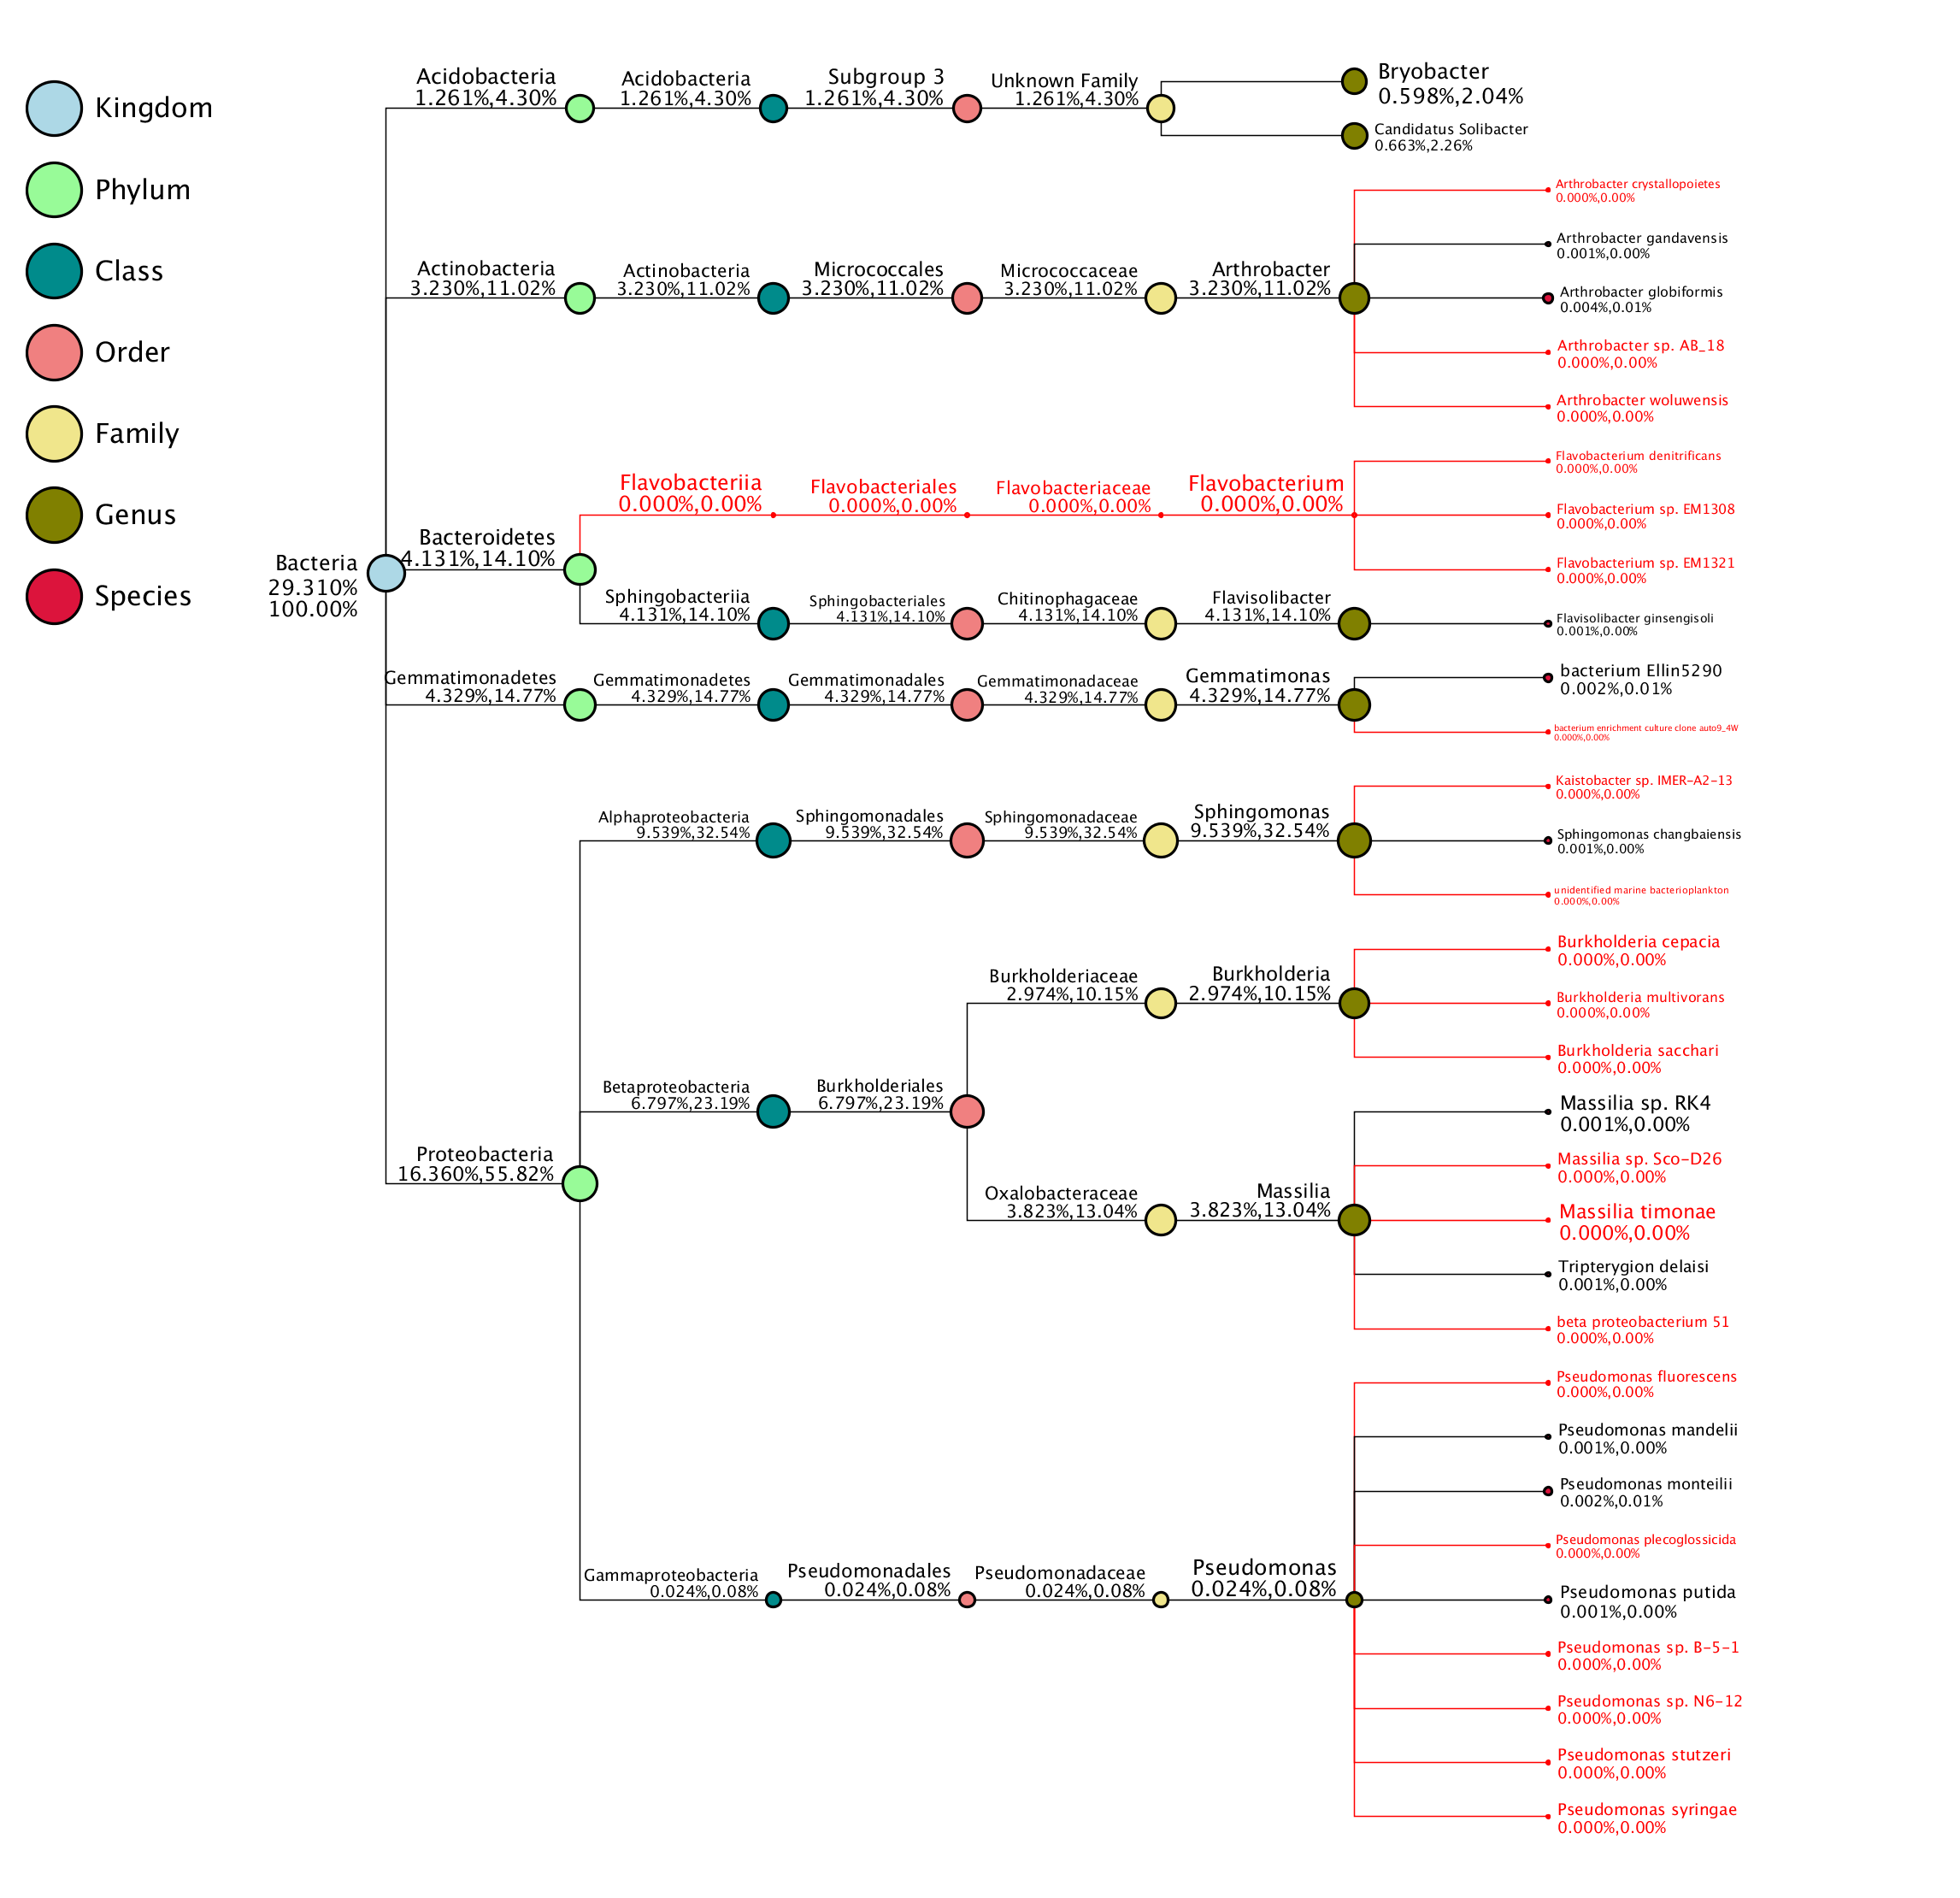 Kingdom
Phylum
Class
Order
Family
Genus
Species
Bacteria
29.310%
100.00%
Acidobacteria
1.261%,4.30%
Acidobacteria
1.261%,4.30%
Subgroup 3
1.261%,4.30%
Unknown Family
1.261%,4.30%
Bryobacter
0.598%,2.04%
Candidatus Solibacter
0.663%,2.26%
Actinobacteria
3.230%,11.02%
Actinobacteria
3.230%,11.02%
Micrococcales
3.230%,11.02%
Micrococcaceae
3.230%,11.02%
Arthrobacter
3.230%,11.02%
Arthrobacter crystallopoietes
0.000%,0.00%
Arthrobacter gandavensis
0.001%,0.00%
Arthrobacter globiformis
0.004%,0.01%
Arthrobacter sp. AB_18
0.000%,0.00%
Arthrobacter woluwensis
0.000%,0.00%
Bacteroidetes
4.131%,14.10%
Flavobacteriia
0.000%,0.00%
Flavobacteriales
0.000%,0.00%
Flavobacteriaceae
0.000%,0.00%
Flavobacterium
0.000%,0.00%
Flavobacterium denitrificans
0.000%,0.00%
Flavobacterium sp. EM1308
0.000%,0.00%
Flavobacterium sp. EM1321
0.000%,0.00%
Sphingobacteriia
4.131%,14.10%
Sphingobacteriales
4.131%,14.10%
Chitinophagaceae
4.131%,14.10%
Flavisolibacter
4.131%,14.10%
Flavisolibacter ginsengisoli
0.001%,0.00%
Gemmatimonadetes
4.329%,14.77%
Gemmatimonadetes
4.329%,14.77%
Gemmatimonadales
4.329%,14.77%
Gemmatimonadaceae
4.329%,14.77%
Gemmatimonas
4.329%,14.77%
bacterium Ellin5290
0.002%,0.01%
bacterium enrichment culture clone auto9_4W
0.000%,0.00%
Proteobacteria
16.360%,55.82%
Alphaproteobacteria
9.539%,32.54%
Sphingomonadales
9.539%,32.54%
Sphingomonadaceae
9.539%,32.54%
Sphingomonas
9.539%,32.54%
Kaistobacter sp. IMER-A2-13
0.000%,0.00%
Sphingomonas changbaiensis
0.001%,0.00%
unidentified marine bacterioplankton
0.000%,0.00%
Betaproteobacteria
6.797%,23.19%
Burkholderiales
6.797%,23.19%
Burkholderiaceae
2.974%,10.15%
Burkholderia
2.974%,10.15%
Burkholderia cepacia
0.000%,0.00%
Burkholderia multivorans
0.000%,0.00%
Burkholderia sacchari
0.000%,0.00%
Oxalobacteraceae
3.823%,13.04%
Massilia
3.823%,13.04%
Massilia sp. RK4
0.001%,0.00%
Massilia sp. Sco-D26
0.000%,0.00%
Massilia timonae
0.000%,0.00%
Tripterygion delaisi
0.001%,0.00%
beta proteobacterium 51
0.000%,0.00%
Gammaproteobacteria
0.024%,0.08%
Pseudomonadales
0.024%,0.08%
Pseudomonadaceae
0.024%,0.08%
Pseudomonas
0.024%,0.08%
Pseudomonas fluorescens
0.000%,0.00%
Pseudomonas mandelii
0.001%,0.00%
Pseudomonas monteilii
0.002%,0.01%
Pseudomonas plecoglossicida
0.000%,0.00%
Pseudomonas putida
0.001%,0.00%
Pseudomonas sp. B-5-1
0.000%,0.00%
Pseudomonas sp. N6-12
0.000%,0.00%
Pseudomonas stutzeri
0.000%,0.00%
Pseudomonas syringae
0.000%,0.00%